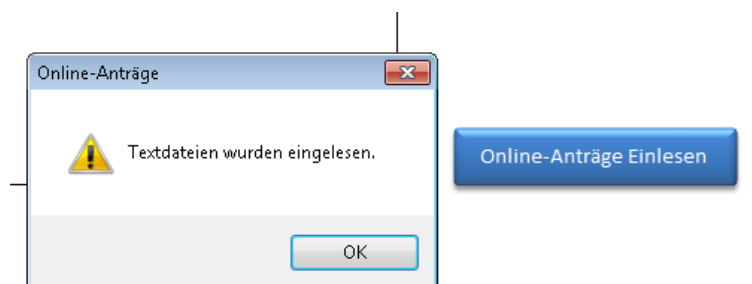 Online-Anträge
Textdateien wurden eingelesen.
Online-Anträge Einlesen
OK